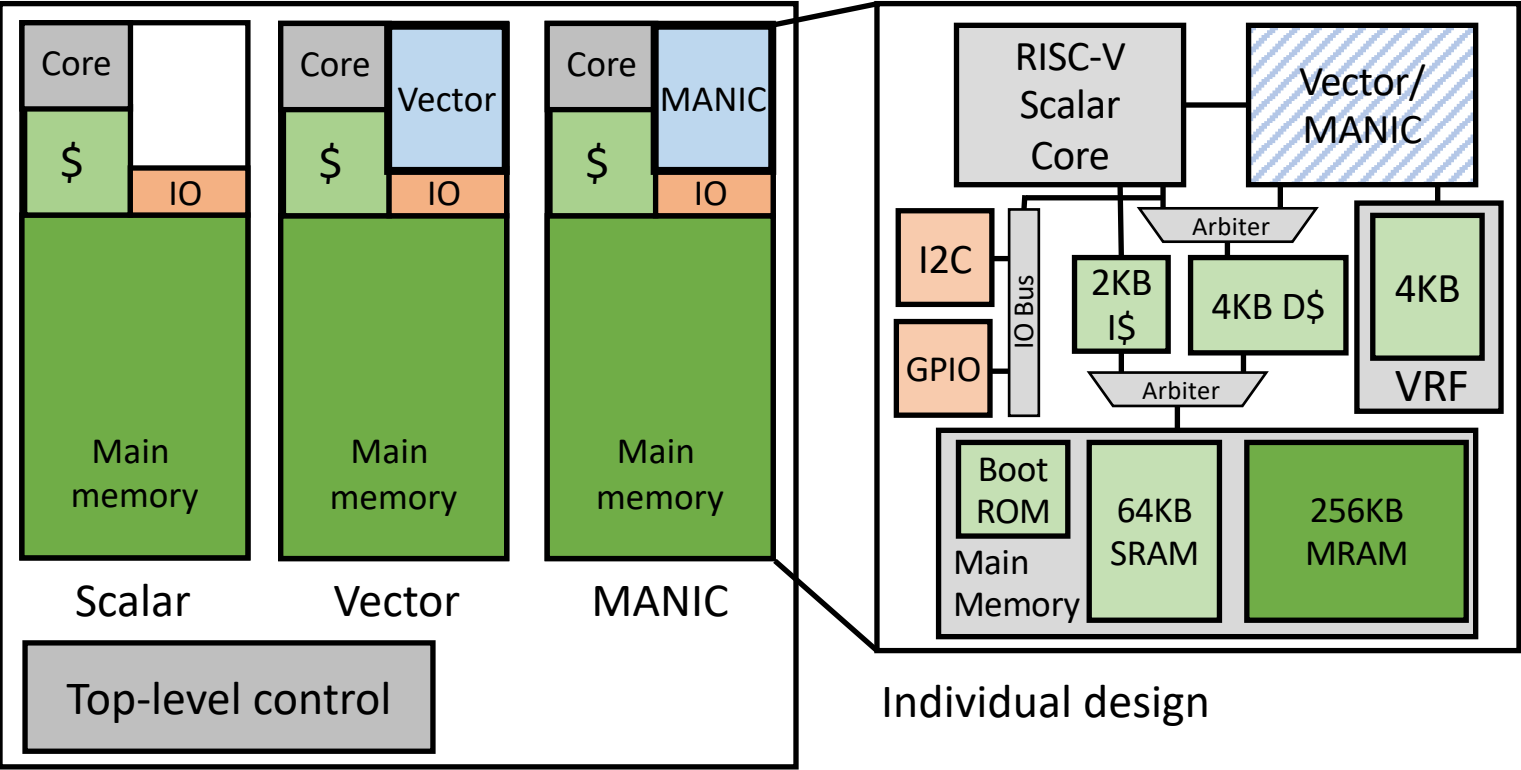 Core
$
IO
Main
memory
Scalar
Core
Vector
$
IO
Main
memory
Vector
Core
MANIC
$
IO
Main
memory
MANIC
Top-level control
RISC-V
Scalar
Core
Vector/
MANIC
Arbiter
I2C
GPIO
IO Bus
2KB
I$
4KB D$
4KB
VRF
Arbiter
Boot
ROM
Main
Memory
64KB
SRAM
256KB
MRAM
Individual design